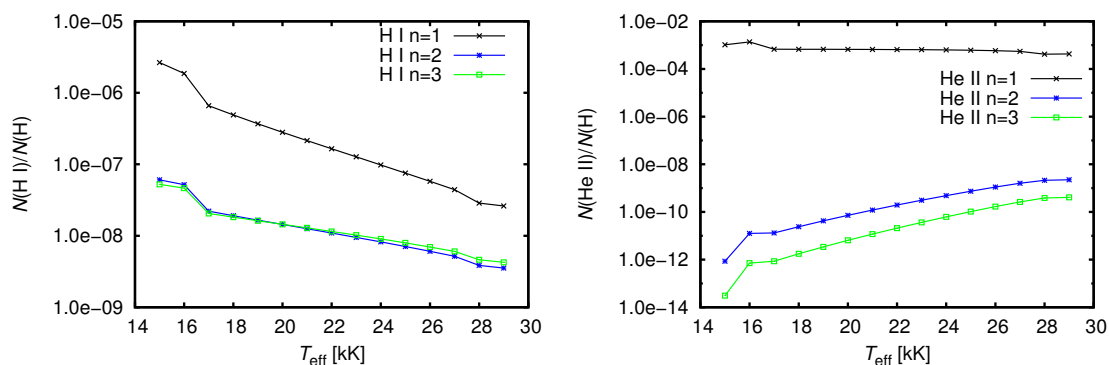 1.0e-05
1.0e-06
1.0e-07
1.0e-08
1.0e-09
N(H I)/N(H)
H I n=1
H I n=2
H I n=3
14 16 18 20 22 24 26 28 30
T_eff [kK]
1.0e-02
1.0e-04
1.0e-06
1.0e-08
1.0e-10
1.0e-12
1.0e-14
N(He II)/N(H)
He II n=1
He II n=2
He II n=3
14 16 18 20 22 24 26 28 30
T_eff [kK]